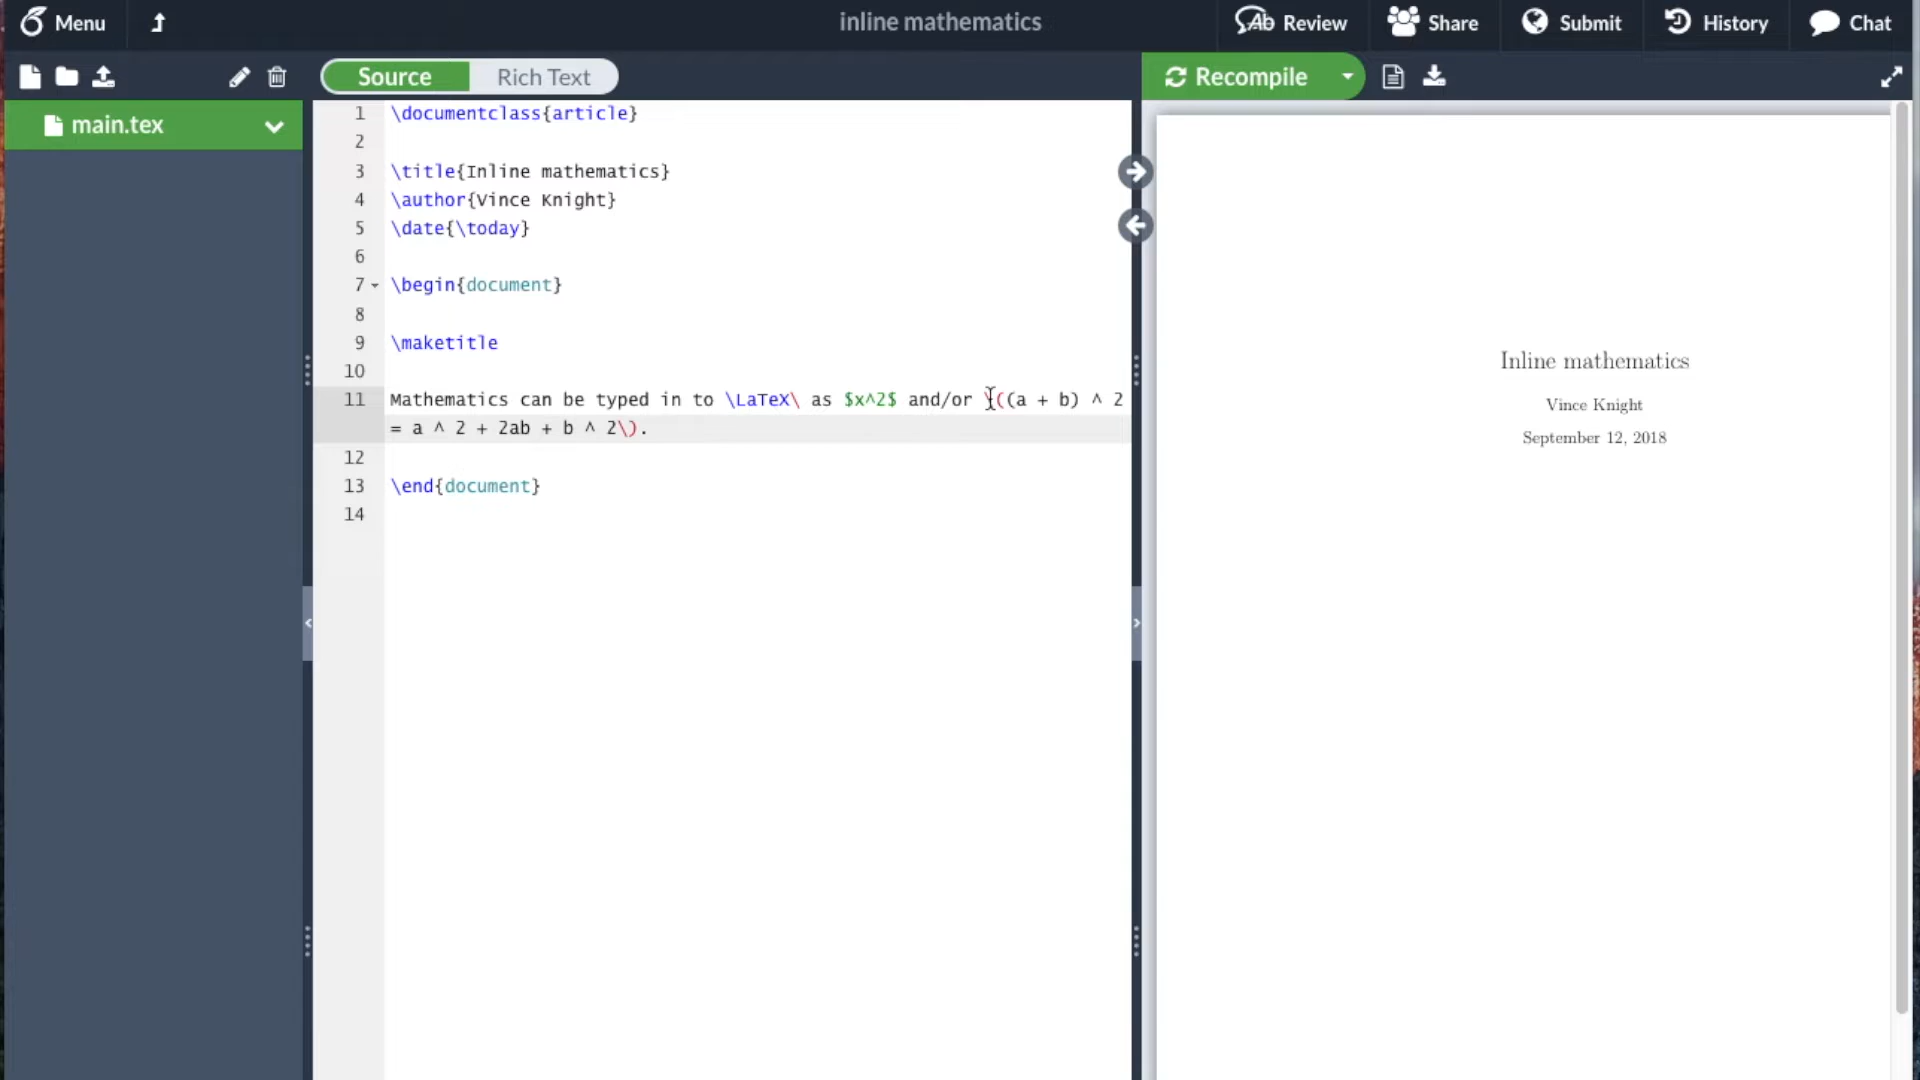 Menu
inline mathematics
Review
Share
Submit
History
Chat
Source
Rich Text
Recompile
main.tex
1 \documentclass{article}
2
3 \title{Inline mathematics}
4 \author{Vince Knight}
5 \date{\today}
6
7 \begin{document}
8
9 \maketitle
10
11 Mathematics can be typed in to \LaTeX\ as $x^2$ and/or \((a + b) ^ 2
= a ^ 2 + 2ab + b ^ 2\).
12
13 \end{document}
14
Inline mathematics
Vince Knight
September 12, 2018